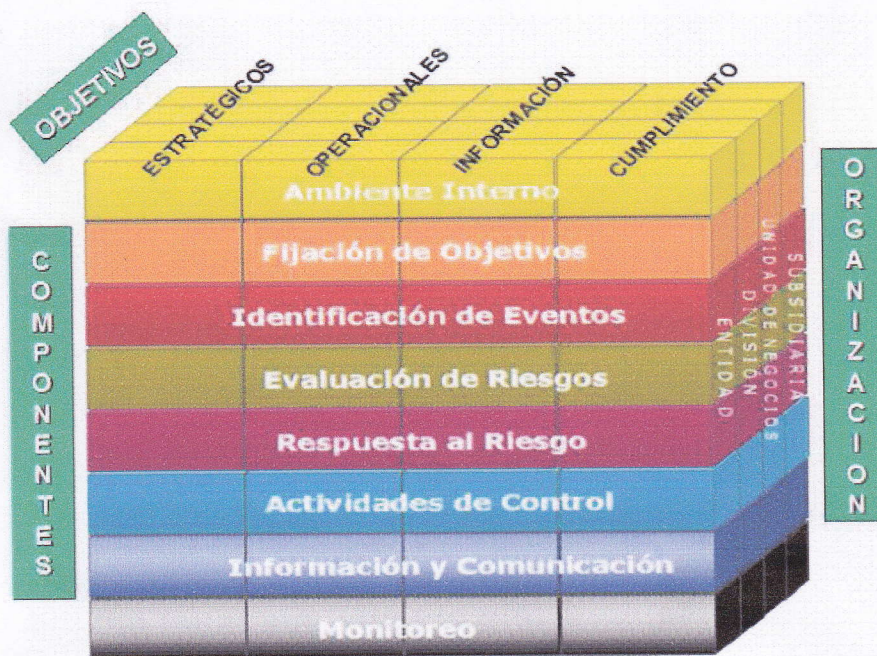 OBJETIVOS
ESTRATÉGICOS
OPERACIONALES
INFORMACIÓN
CUMPLIMIENTO
COMPONENTES
Ambiente Interno
Fijación de Objetivos
Identificación de Eventos
Evaluación de Riesgos
Respuesta al Riesgo
Actividades de Control
Información y Comunicación
Monitoreo
ENTIDAD
DIVISIÓN
UNIDAD DE NEGOCIOS
SUBSIDIARIA
ORGANIZACION